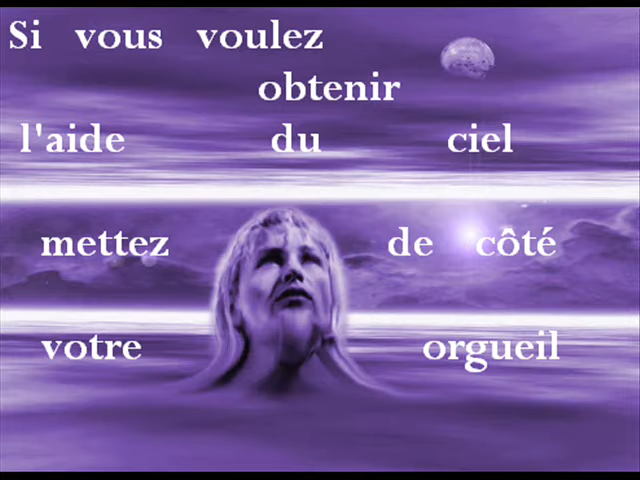 Si vous voulez
obtenir
l'aide du ciel
mettez de côté
votre orgueil